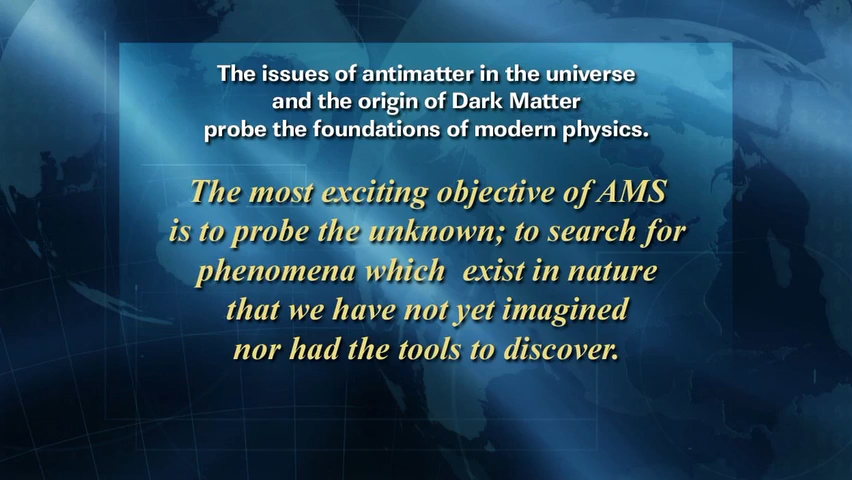 The issues of antimatter in the universe
and the origin of Dark Matter
probe the foundations of modern physics.
The most exciting objective of AMS
is to probe the unknown; to search for
phenomena which  exist in nature
that we have not yet imagined
nor had the tools to discover.